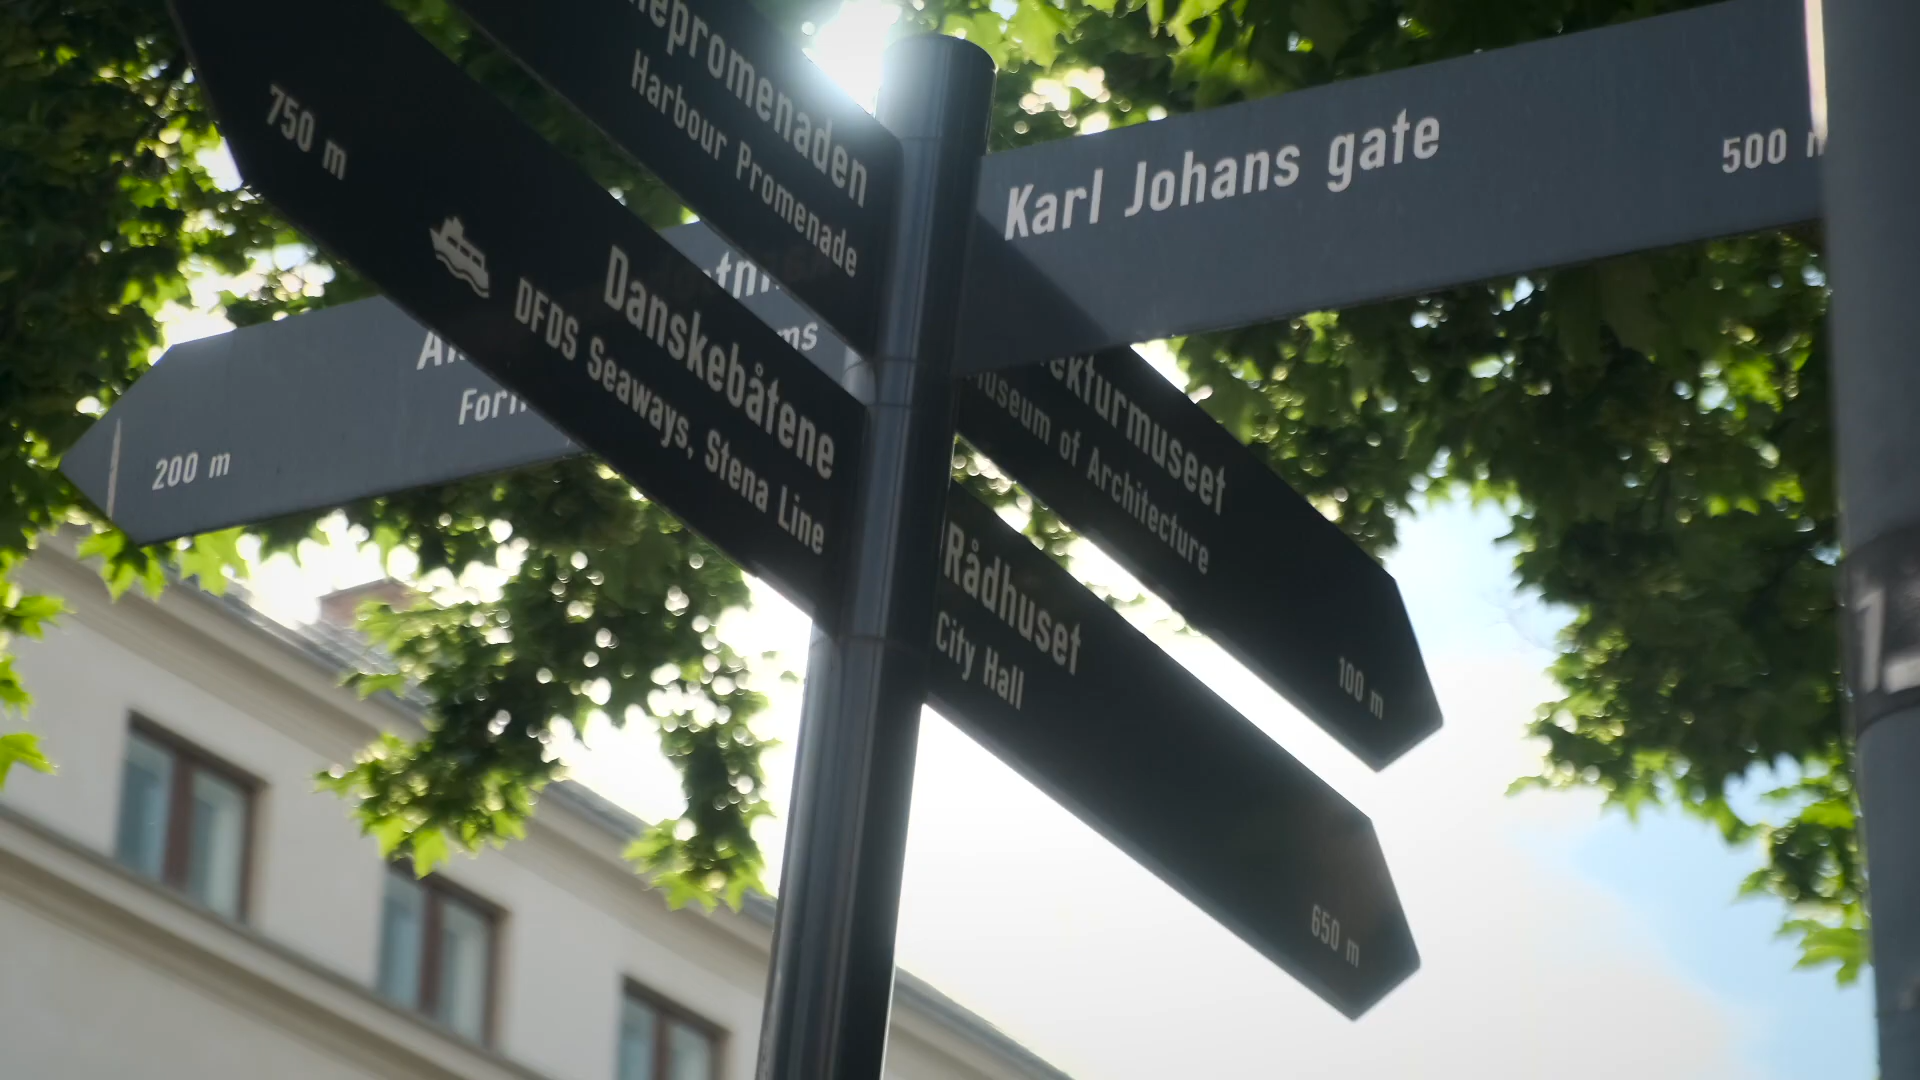 Harbour Promenade
Karl Johans gate
500
750 m
Danskebåtene
DFDS Seaways, Stena Line
200 m
Museum of Architecture
100 m
Rådhuset
City Hall
650 m